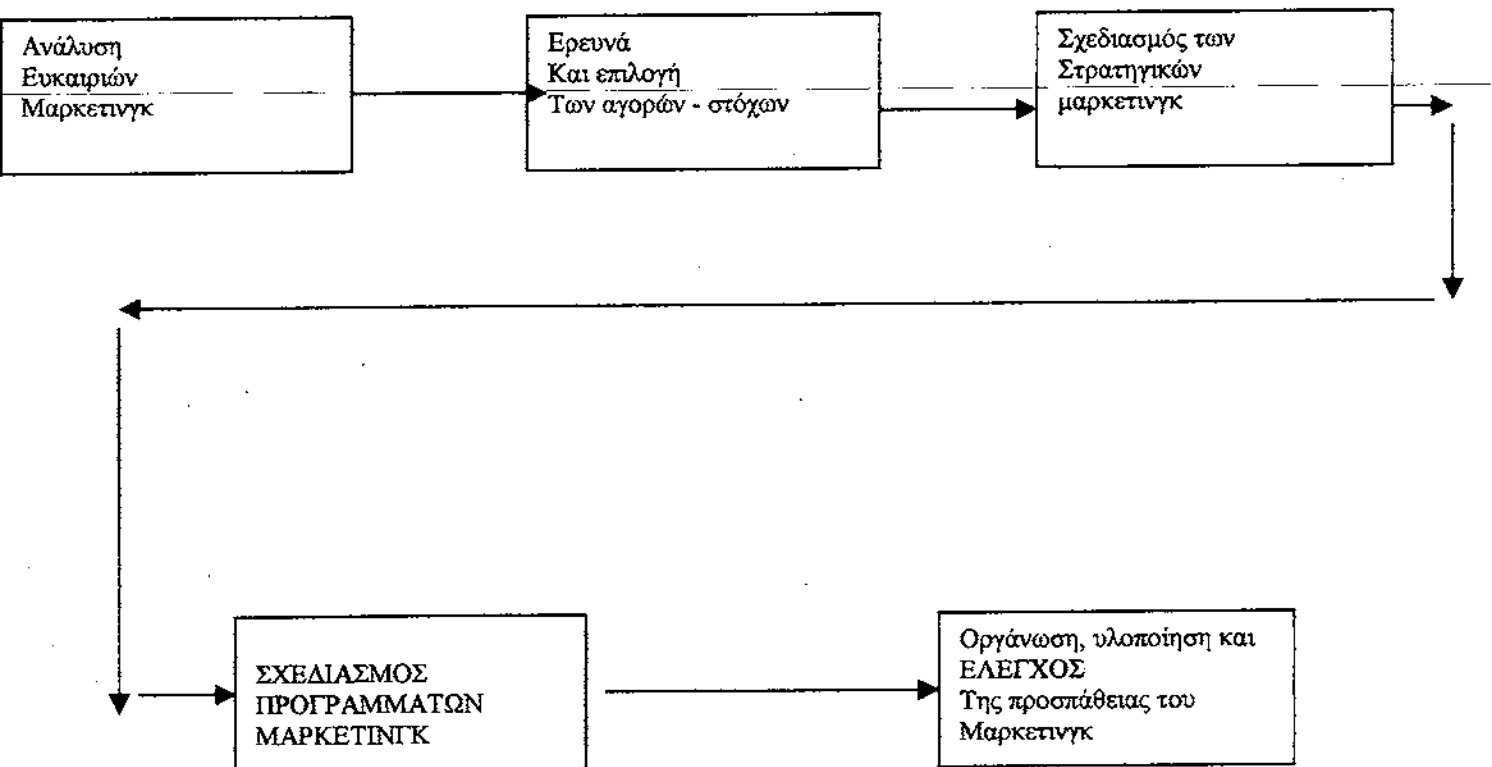 Ανάλυση
Ευκαιριών
Μαρκετινγκ
Ερευνά
Και επιλογή
Των αγορών - στόχων
Σχεδιασμός των
Στρατηγικών
μαρκετινγκ
ΣΧΕΔΙΑΣΜΟΣ
ΠΡΟΓΡΑΜΜΑΤΩΝ
ΜΑΡΚΕΤΙΝΓΚ
Οργάνωση, υλοποίηση και
ΕΛΕΓΧΟΣ
Της προσπάθειας του
Μαρκετινγκ